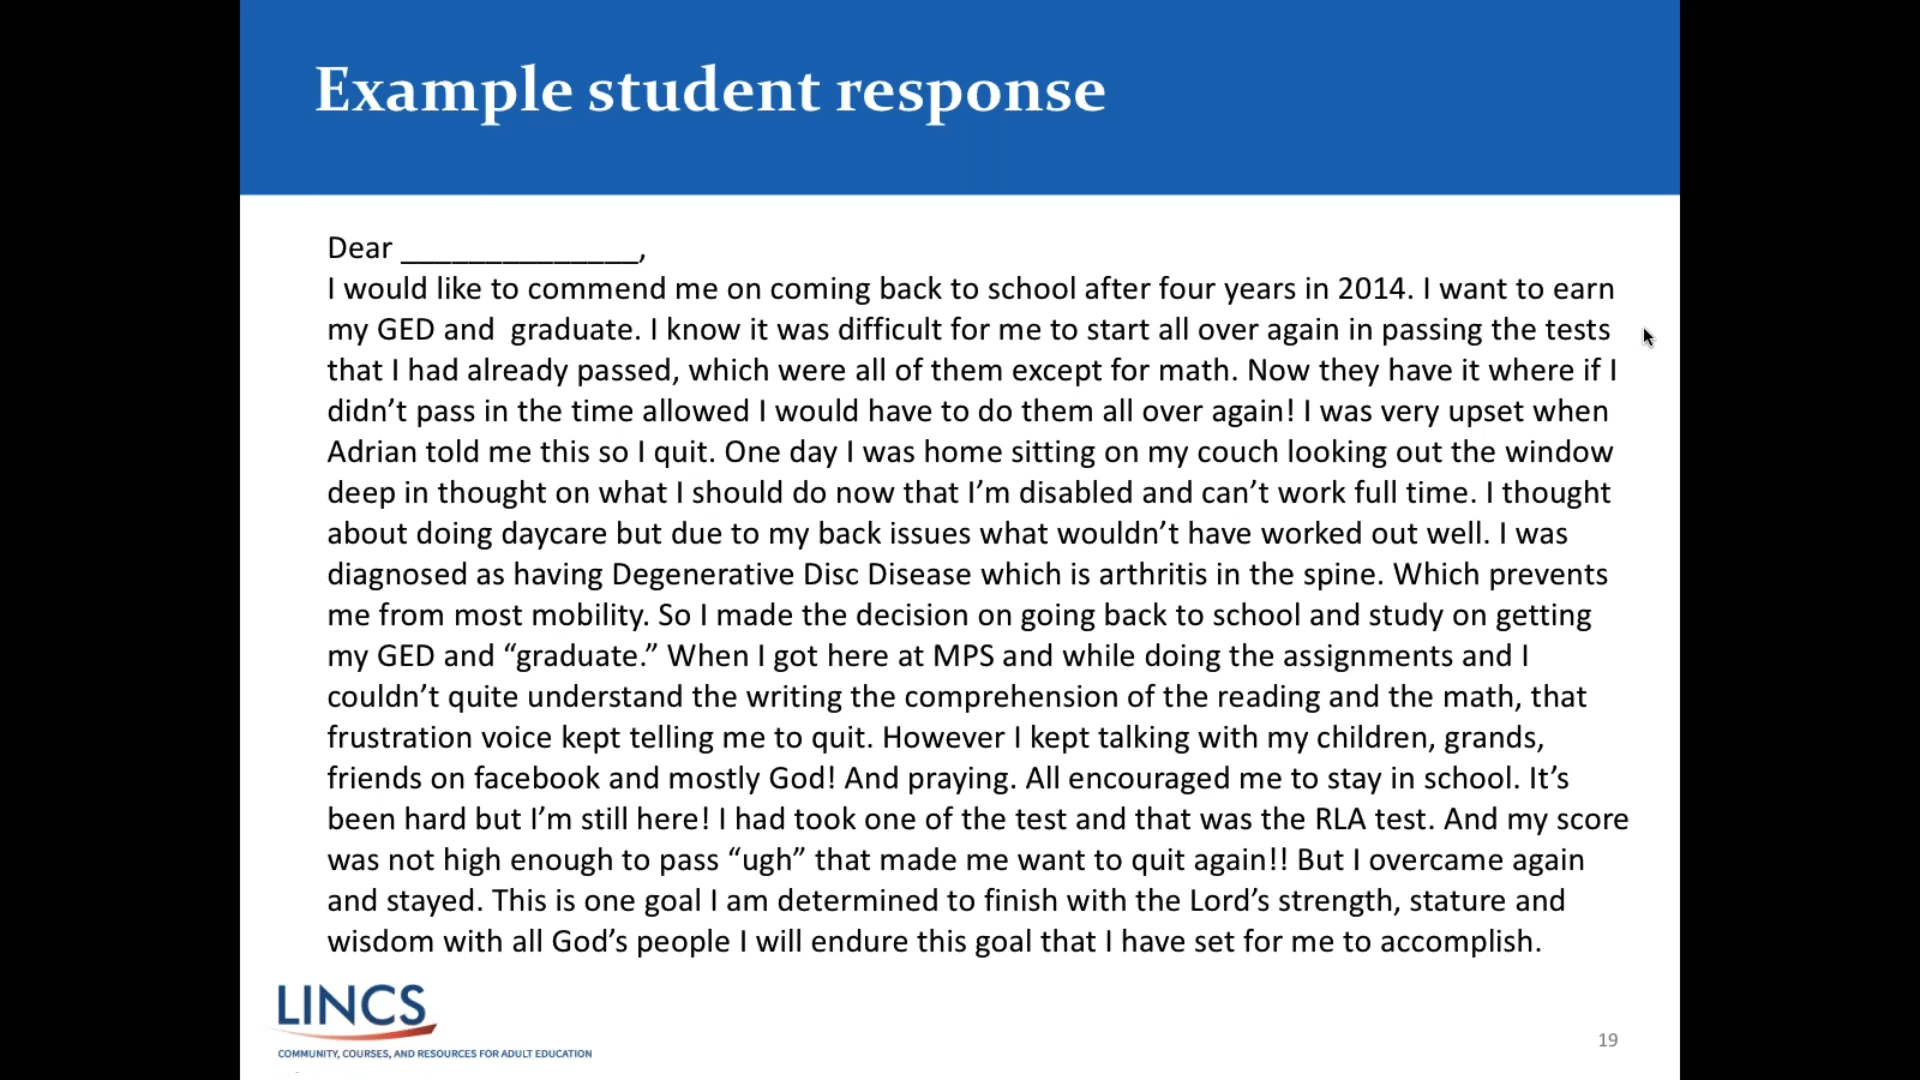 Example student response
Dear ______________,
I would like to commend me on coming back to school after four years in 2014. I want to earn
my GED and  graduate. I know it was difficult for me to start all over again in passing the tests
that I had already passed, which were all of them except for math. Now they have it where if I
didn’t pass in the time allowed I would have to do them all over again! I was very upset when
Adrian told me this so I quit. One day I was home sitting on my couch looking out the window
deep in thought on what I should do now that I’m disabled and can’t work full time. I thought
about doing daycare but due to my back issues what wouldn’t have worked out well. I was
diagnosed as having Degenerative Disc Disease which is arthritis in the spine. Which prevents
me from most mobility. So I made the decision on going back to school and study on getting
my GED and “graduate.” When I got here at MPS and while doing the assignments and I
couldn’t quite understand the writing the comprehension of the reading and the math, that
frustration voice kept telling me to quit. However I kept talking with my children, grands,
friends on facebook and mostly God! And praying. All encouraged me to stay in school. It’s
been hard but I’m still here! I had took one of the test and that was the RLA test. And my score
was not high enough to pass “ugh” that made me want to quit again!! But I overcame again
and stayed. This is one goal I am determined to finish with the Lord’s strength, stature and
wisdom with all God’s people I will endure this goal that I have set for me to accomplish.
LINCS
COMMUNITY, COURSES, AND RESOURCES FOR ADULT EDUCATION
19